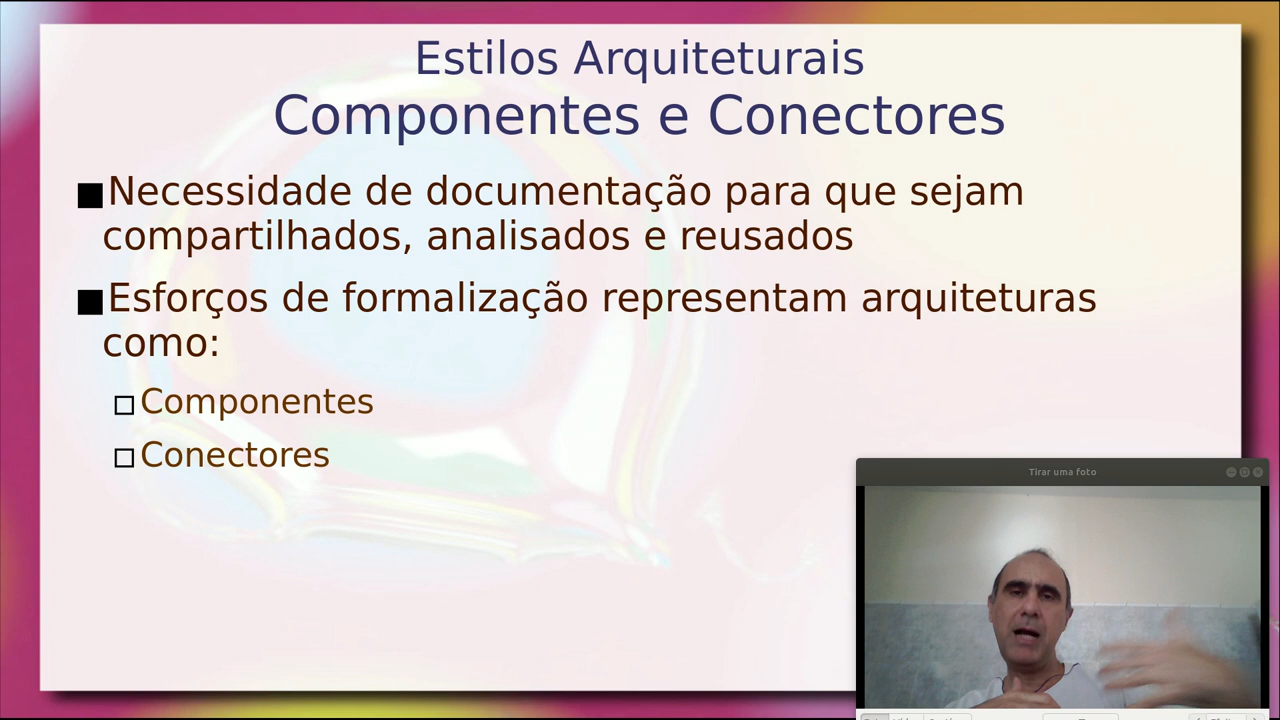 Estilos Arquiteturais
Componentes e Conectores
Necessidade de documentação para que sejam
compartilhados, analisados e reusados
Esforços de formalização representam arquiteturas
como:
Componentes
Conectores
Tirar uma foto